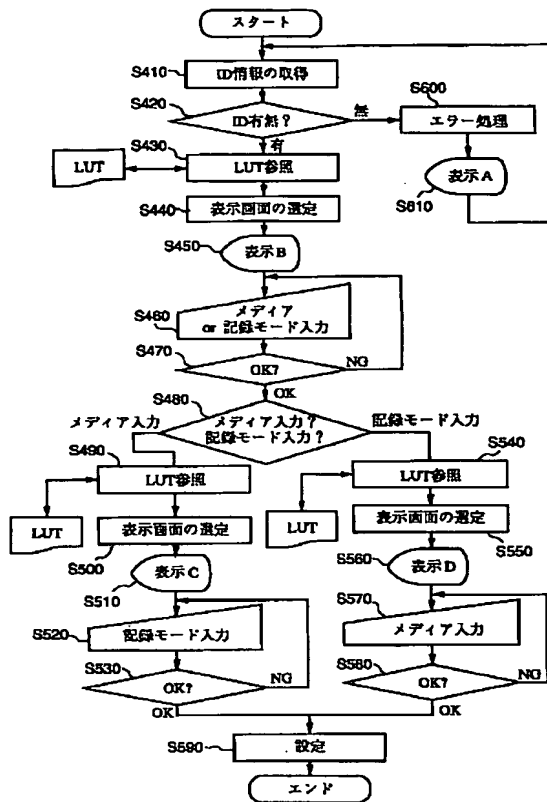 スタート
S410
ID情報の取得
S420
ID有無?
無
S600
エラー処理
有
S430
LUT
LUT参照
表示A
S610
S440
表示画面の選定
S450
表示B
S460
メディア
or 記録モード入力
S470
OK?
NG
OK
S480
メディア入力?
記録モード入力?
メディア入力
記録モード入力
S490
LUT参照
LUT
S500
表示画面の選定
S510
表示C
S520
記録モード入力
S530
OK?
NG
OK
S540
LUT参照
LUT
表示画面の選定
S550
S560
表示D
S570
メディア入力
S580
OK?
NG
OK
S590
設定
エンド